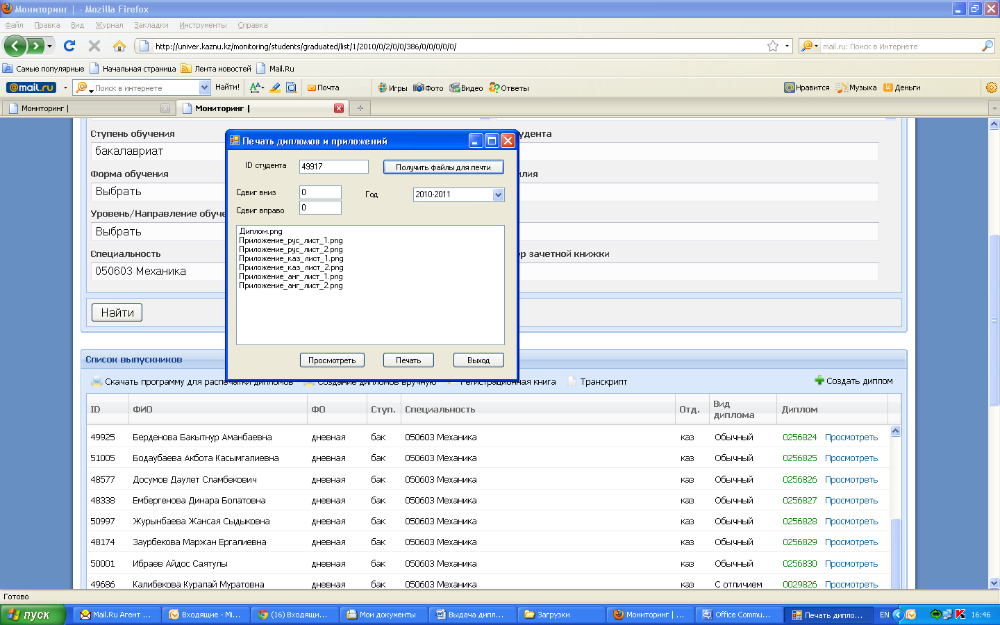 Мониторинг | - Mozilla Firefox
Файл Правка Вид Журнал Закладки Инструменты Справка
http://univer.kaznu.kz/monitoring/students/graduated/list/1/2010/0/2/0/0/386/0/0/0/0/0/ mail.ru: Поиск в Интернете
Самые популярные Начальная страница Лента новостей Mail.Ru
@mail.ru Поиск в интернете Найти! Почта Игры Фото Видео Ответы Нравится Музыка Деньги
Мониторинг | Мониторинг |
Печать дипломов и приложений
ID студента 49917 Получить файлы для печти
Сдвиг вниз 0 Год 2010-2011
Сдвиг вправо 0
Диплом.png
Приложение_рус_лист_1.png
Приложение_рус_лист_2.png
Приложение_каз_лист_1.png
Приложение_каз_лист_2.png
Приложение_анг_лист_1.png
Приложение_анг_лист_2.png
Просмотреть Печать Выход
Ступень обучения
бакалавриат
Форма обучения
Выбрать
Уровень/Направление обуче
Выбрать
Специальность зачетной книжки
050603 Механика
Найти
Список выпускников
Скачать программу для распечатки дипломов Создание дипломов вручную Регистрационная книга Транскрипт Создать диплом
ID ФИО ФО Ступ. Специальность Отд. Вид диплома Диплом
49925 Берденова Бакытнур Аманбаевна дневная бак 050603 Механика каз Обычный 0256824 Просмотреть
51005 Бодаубаева Акбота Касымгалиевна дневная бак 050603 Механика каз Обычный 0256825 Просмотреть
48577 Досумов Даулет Сламбекович дневная бак 050603 Механика каз Обычный 0256826 Просмотреть
48338 Ембергенова Динара Болатовна дневная бак 050603 Механика каз Обычный 0256827 Просмотреть
50997 Журынбаева Жансая Сыдыковна дневная бак 050603 Механика каз Обычный 0256828 Просмотреть
48174 Заурбекова Маржан Ергалиевна дневная бак 050603 Механика каз Обычный 0256829 Просмотреть
50001 Ибраев Айдос Саятулы дневная бак 050603 Механика каз Обычный 0256830 Просмотреть
49686 Калибекова Куралай Муратовна дневная бак 050603 Механика каз С отличием 0029826 Просмотреть
Готово
пуск Mail.Ru Агент ... Входящие - Mi... (16) Входящи... Мои документы Выдача дипл... Загрузки Мониторинг | ... Office Commu... Печать дипло... EN 16:46